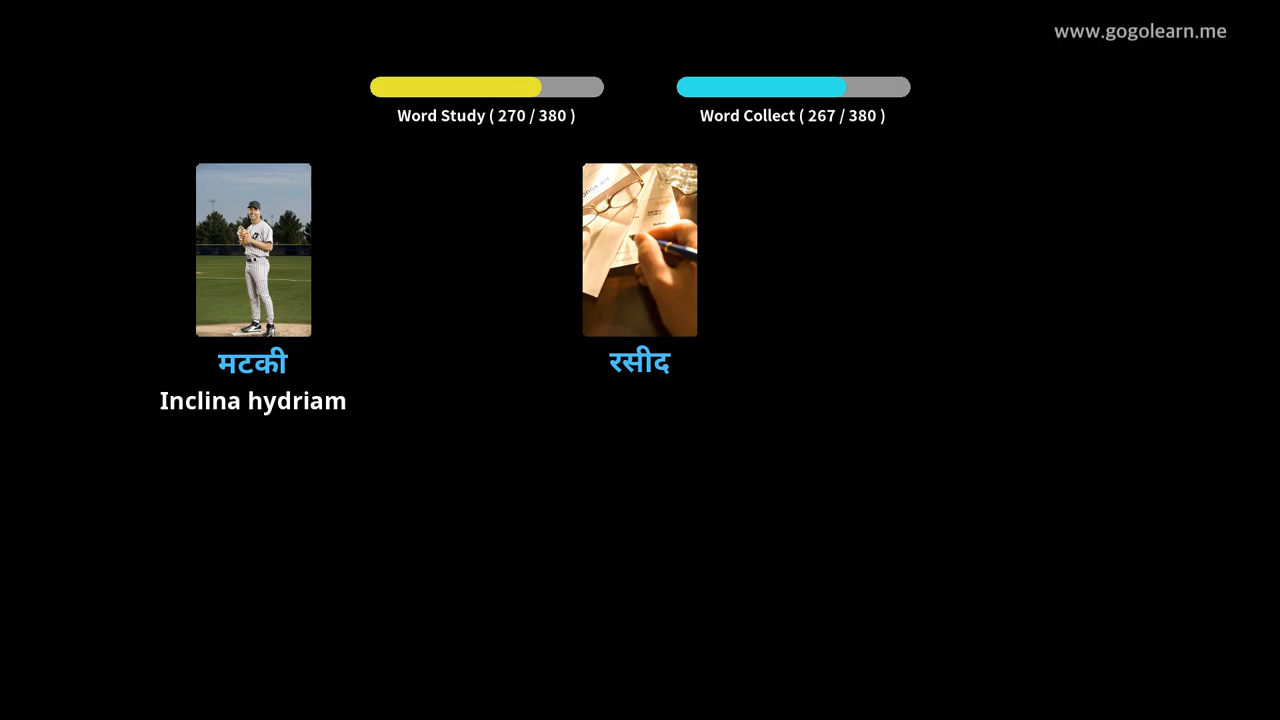 www.gogolearn.me
Word Study ( 270 / 380 )
Word Collect ( 267 / 380 )
मटकी
रसीद
Inclina hydriam